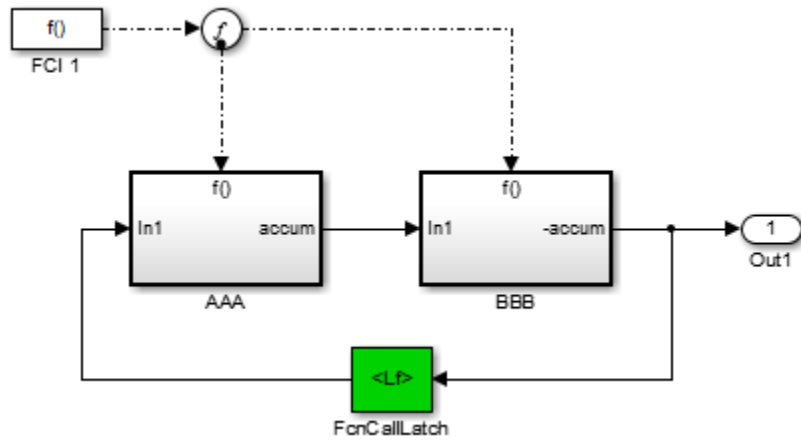 f()
FCI 1
f
f()
In1
accum
AAA
f()
In1
-accum
BBB
1
Out1
<Lf>
FcnCallLatch